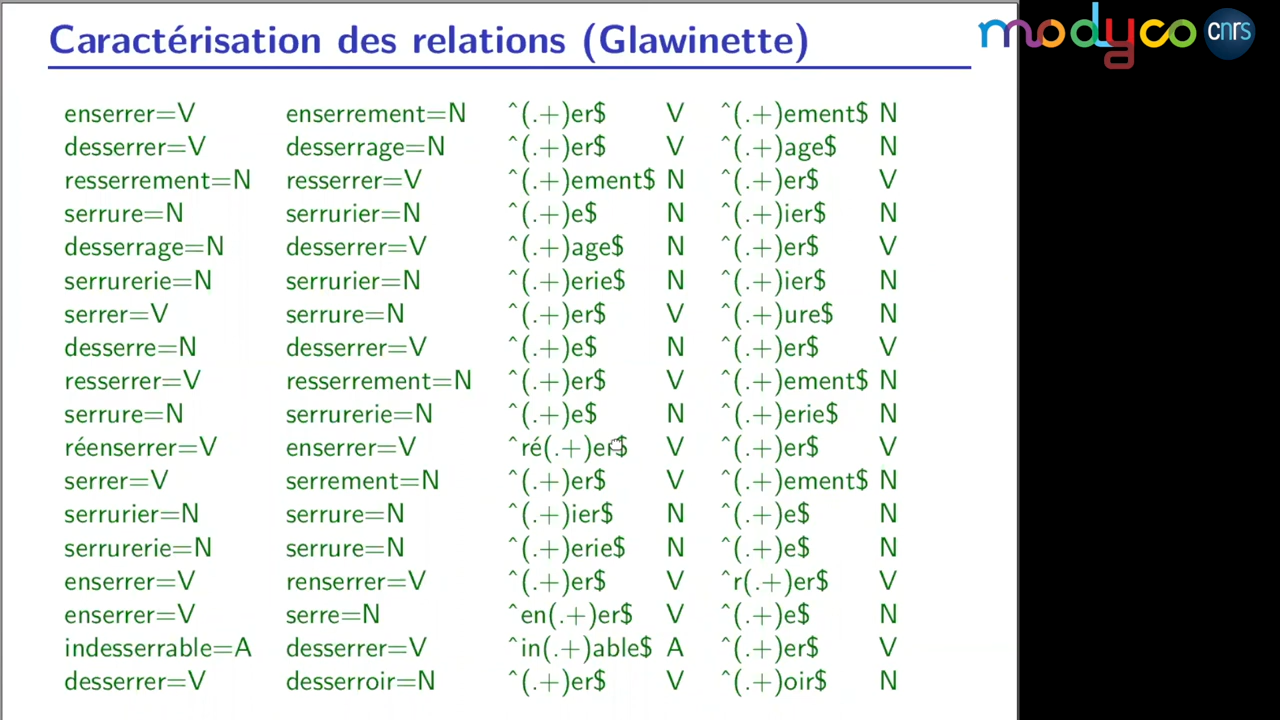 Caractérisation des relations (Glawinette)
modyco cnrs
enserrer=V enserrement=N ^(.+)er$ V ^(.+)ement$ N
desserrer=V desserrage=N ^(.+)er$ V ^(.+)age$ N
resserrement=N resserrer=V ^(.+)ement$ N ^(.+)er$ V
serrure=N serrurier=N ^(.+)e$ N ^(.+)ier$ N
desserrage=N desserrer=V ^(.+)age$ N ^(.+)er$ V
serrurerie=N serrurier=N ^(.+)erie$ N ^(.+)ier$ N
serrer=V serrure=N ^(.+)er$ V ^(.+)ure$ N
desserre=N desserrer=V ^(.+)e$ N ^(.+)er$ V
resserrer=V resserrement=N ^(.+)er$ V ^(.+)ement$ N
serrure=N serrurerie=N ^(.+)e$ N ^(.+)erie$ N
réenserrer=V enserrer=V ^ré(.+)er$ V ^(.+)er$ V
serrer=V serrement=N ^(.+)er$ V ^(.+)ement$ N
serrurier=N serrure=N ^(.+)ier$ N ^(.+)e$ N
serrurerie=N serrure=N ^(.+)erie$ N ^(.+)e$ N
enserrer=V renserrer=V ^(.+)er$ V ^r(.+)er$ V
enserrer=V serre=N ^en(.+)er$ V ^(.+)e$ N
indesserrable=A desserrer=V ^in(.+)able$ A ^(.+)er$ V
desserrer=V desserroir=N ^(.+)er$ V ^(.+)oir$ N